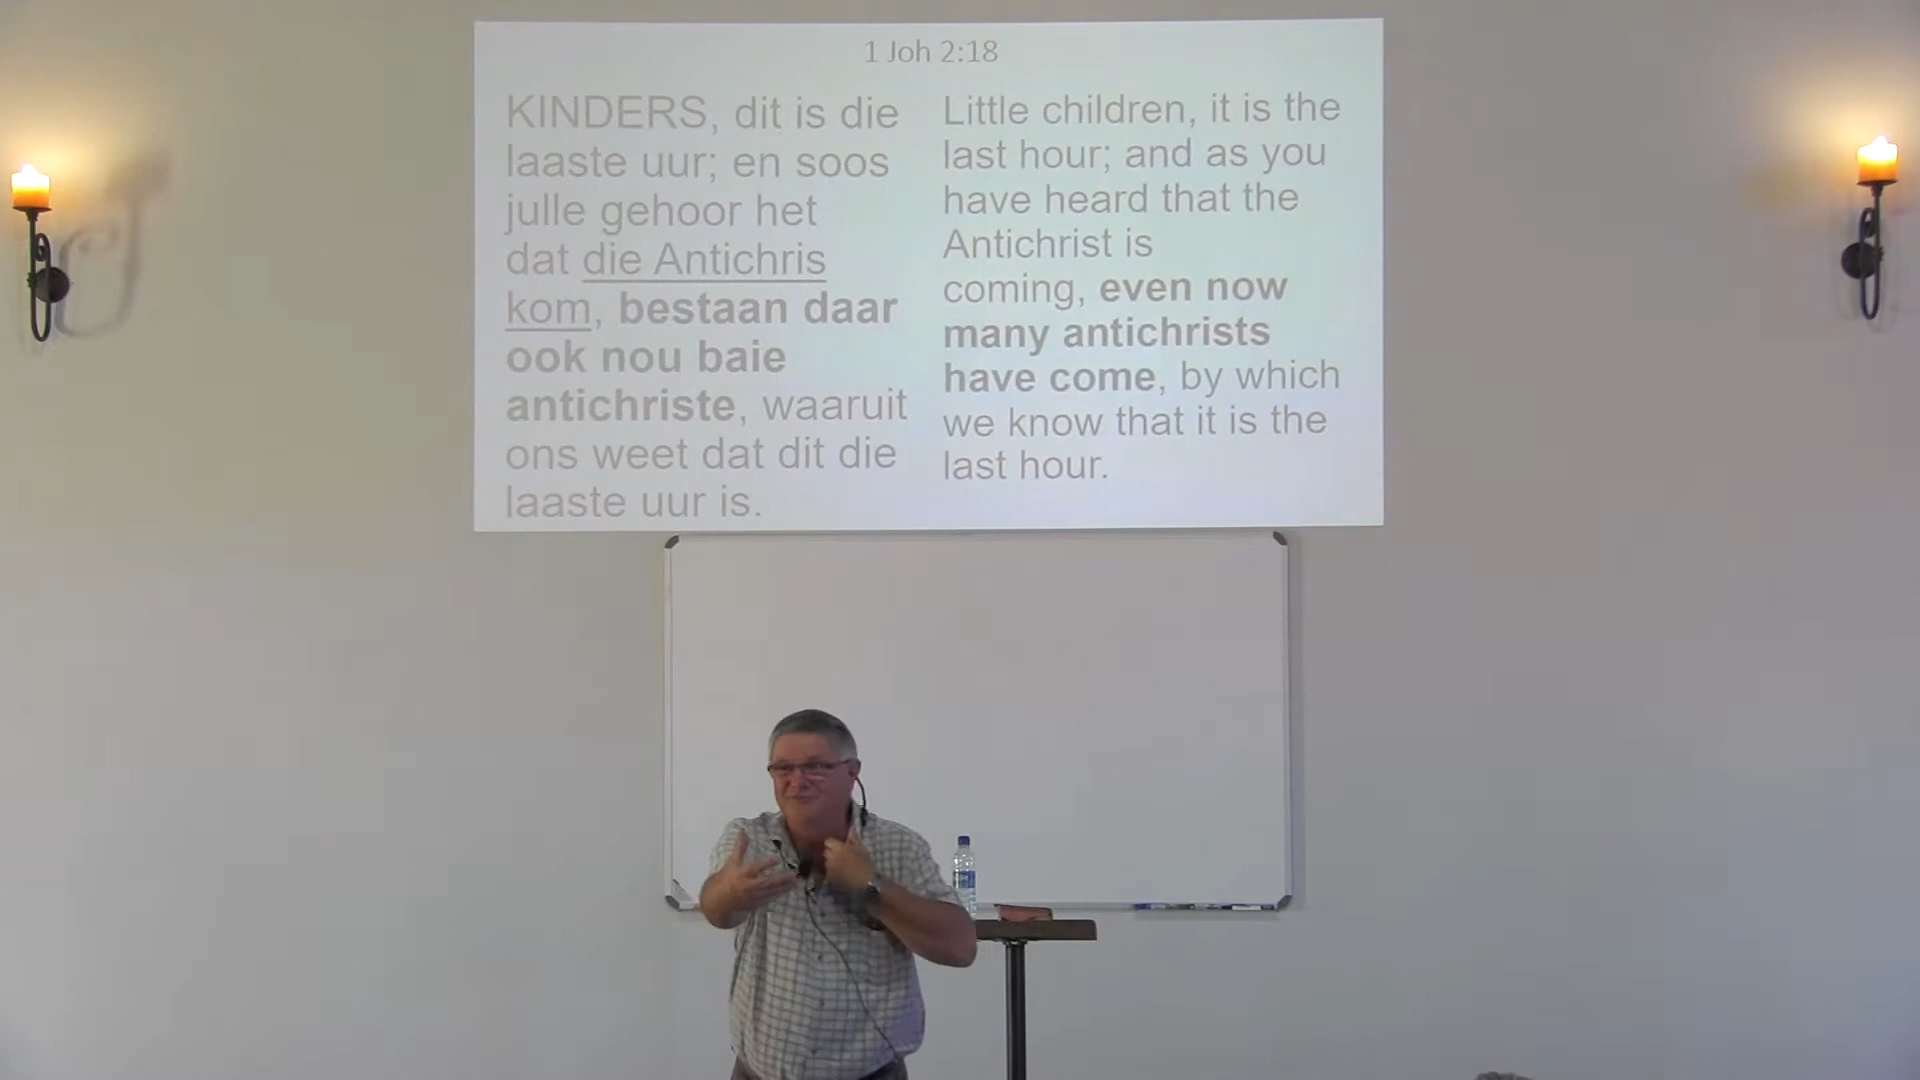 1 Joh 2:18
KINDERS, dit is die
laaste uur; en soos
julle gehoor het
dat die Antichris
kom, bestaan daar
ook nou baie
antichriste, waaruit
ons weet dat dit die
laaste uur is.
Little children, it is the
last hour; and as you
have heard that the
Antichrist is
coming, even now
many antichrists
have come, by which
we know that it is the
last hour.